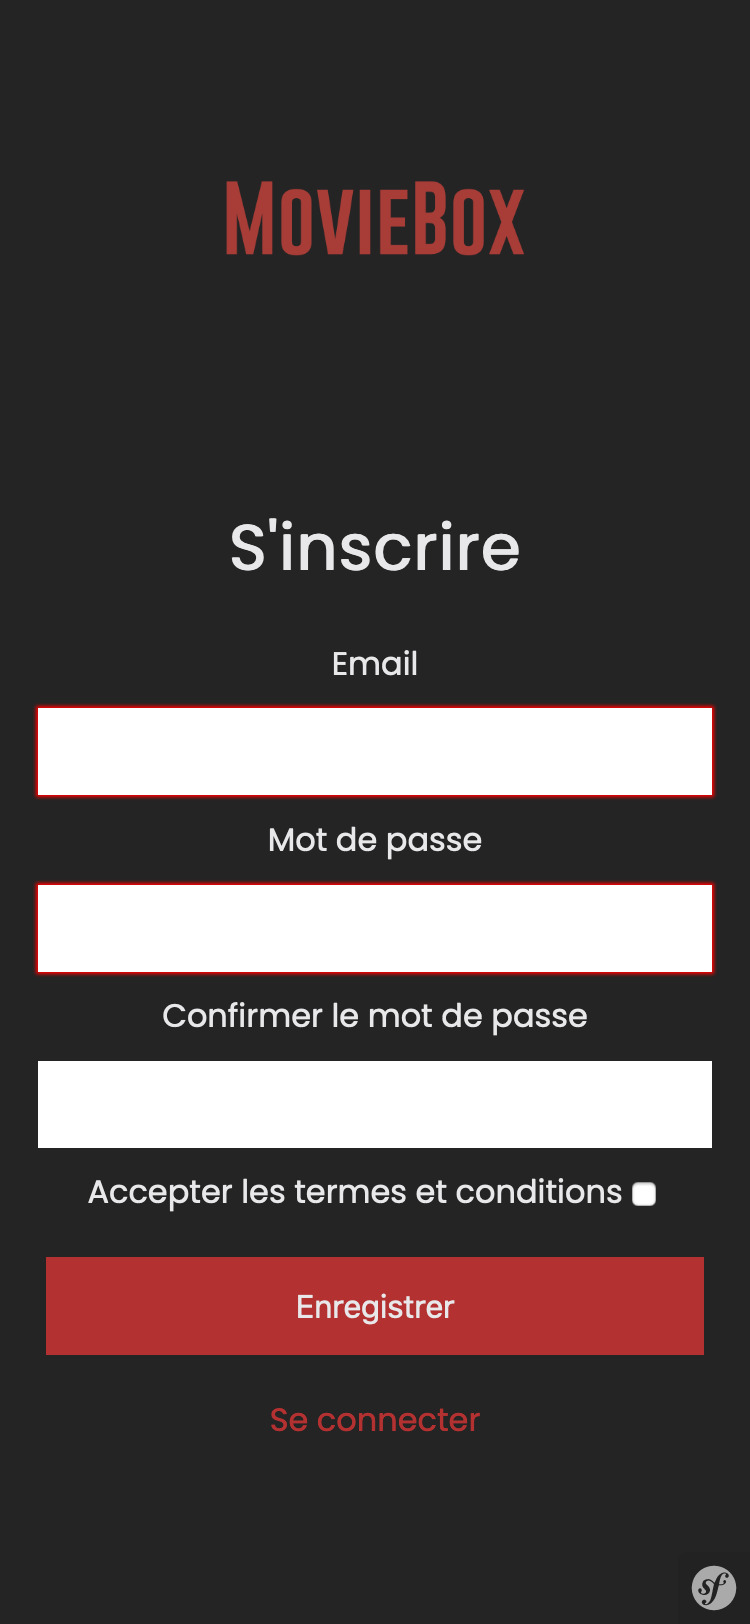 MovieBox
S'inscrire
Email
Mot de passe
Confirmer le mot de passe
Accepter les termes et conditions
Enregistrer
Se connecter
sf